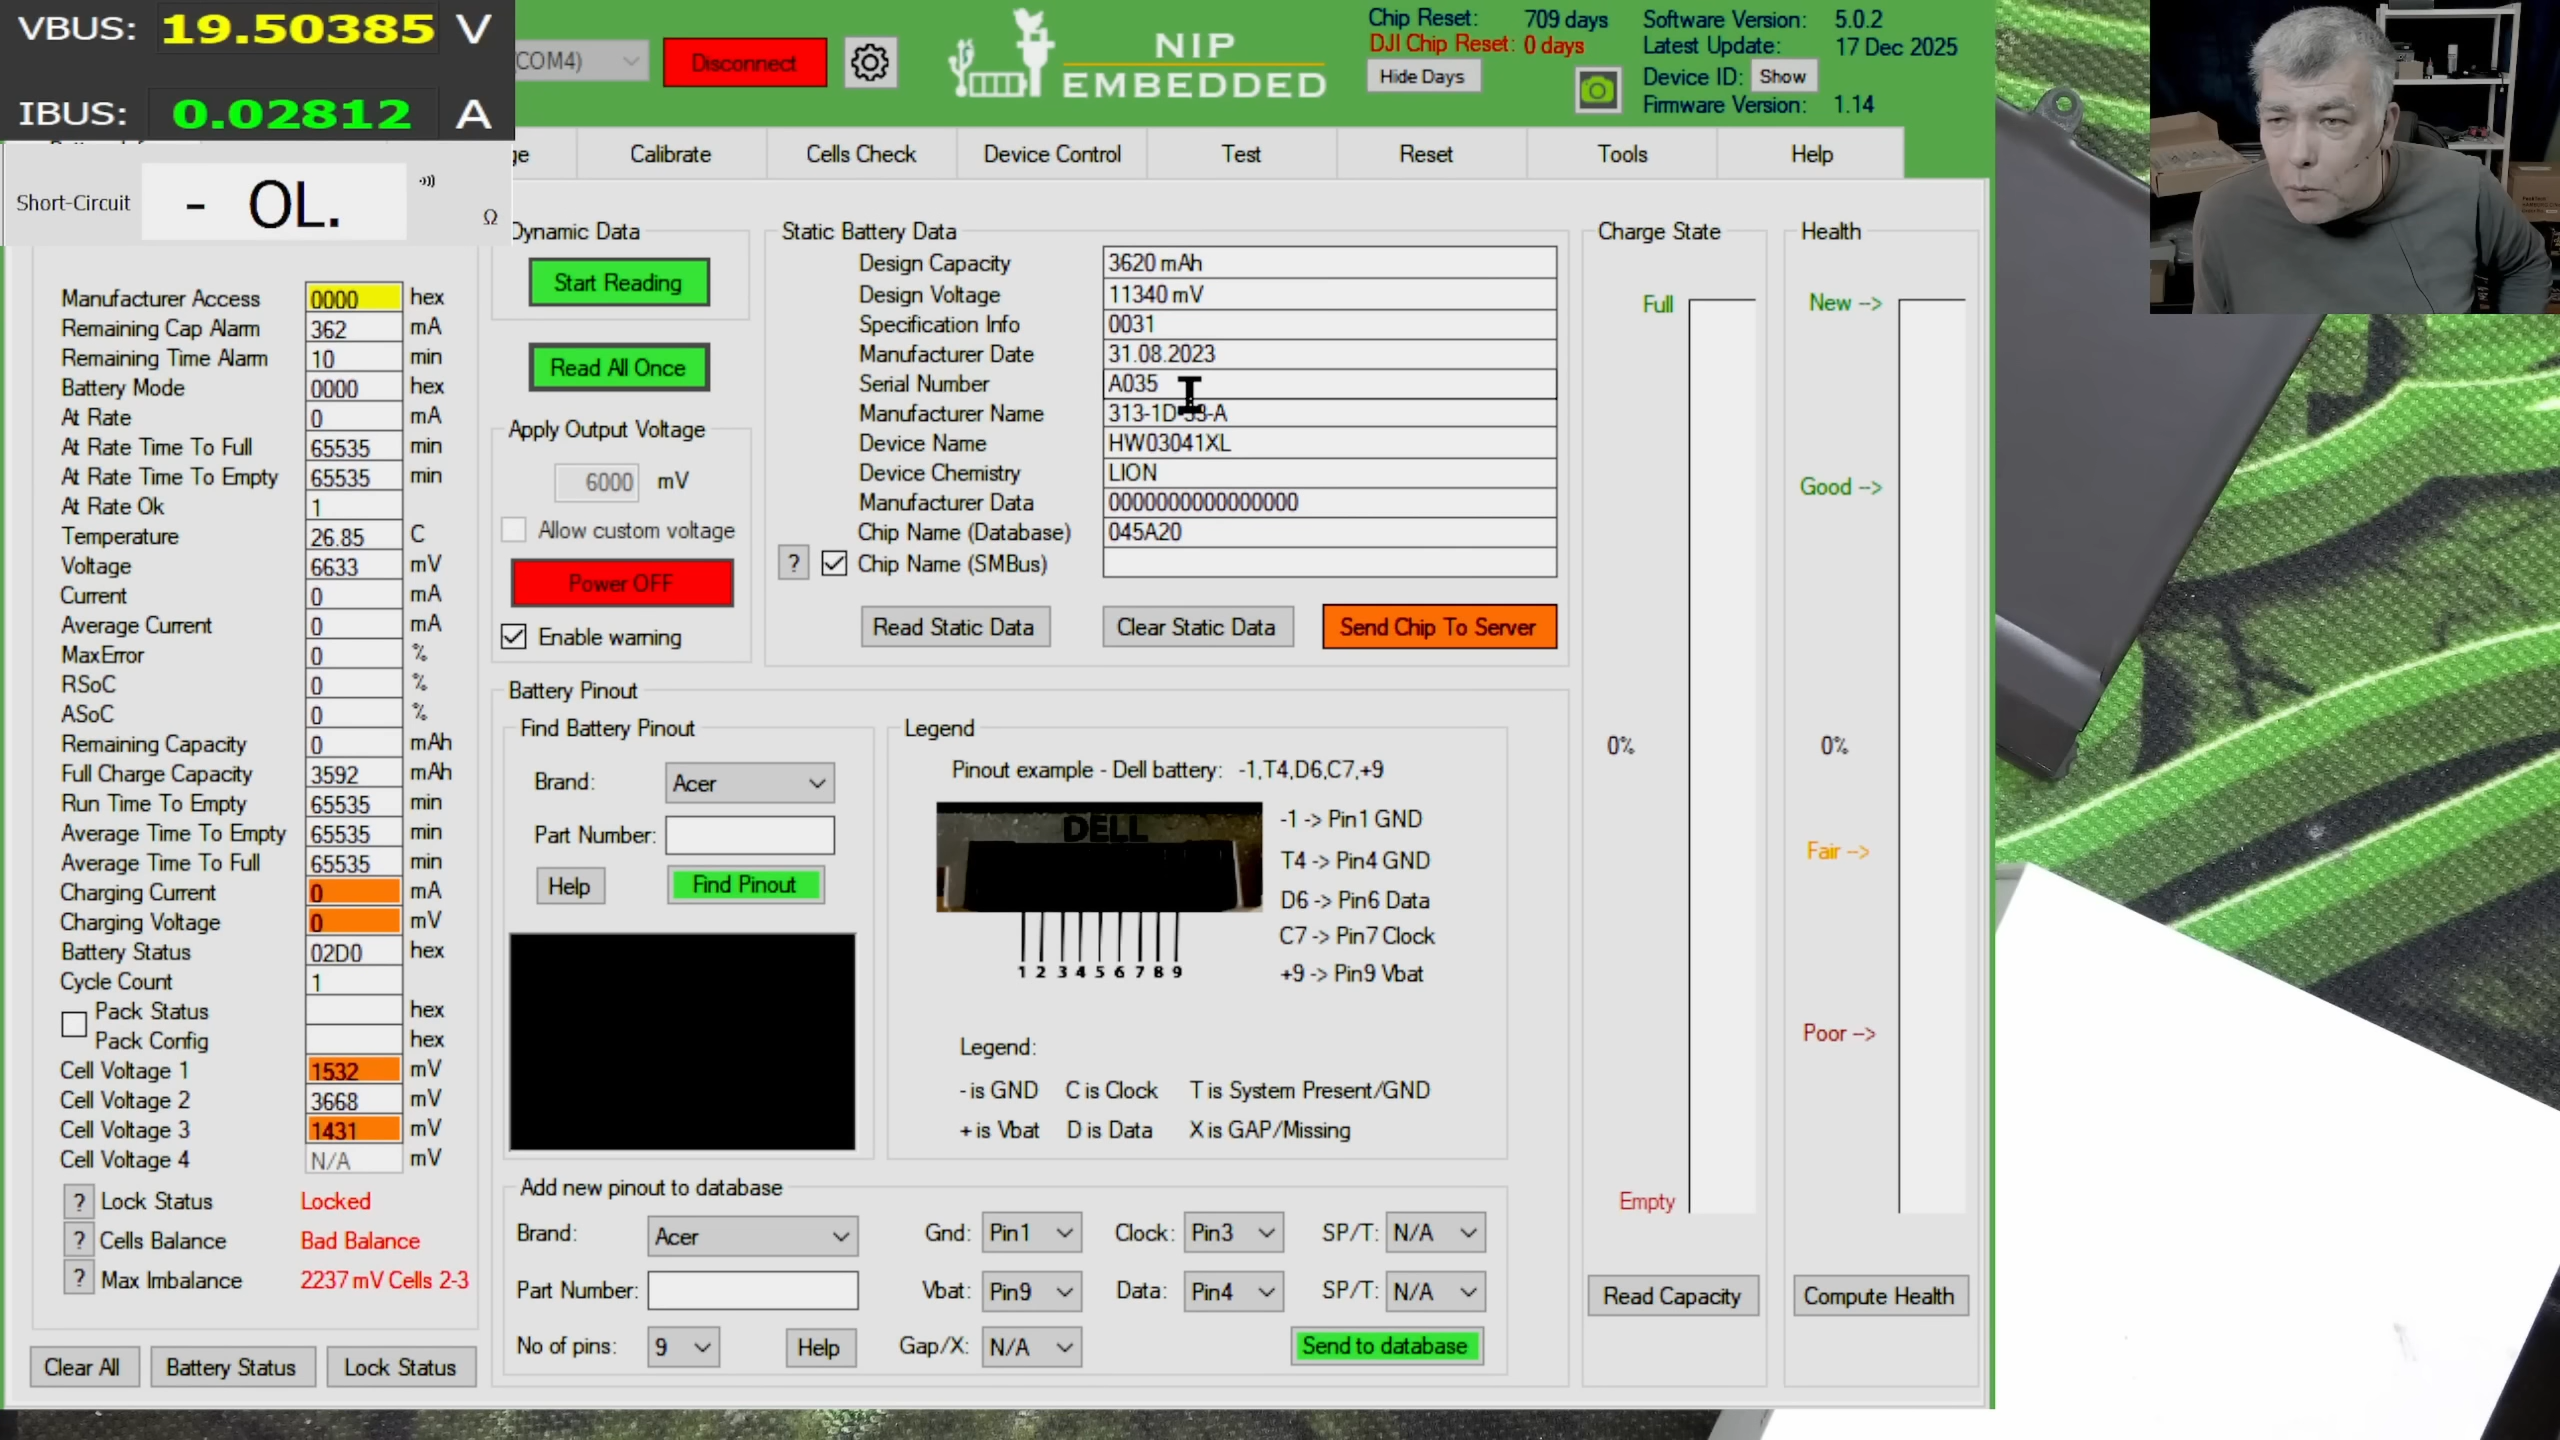 VBUS: 19.50385 V
IBUS: 0.02812 A
Short-Circuit - OL. Ω
(COM4)
Disconnect
NIP
EMBEDDED
Chip Reset: 709 days
DJI Chip Reset: 0 days
Hide Days
Software Version: 5.0.2
Latest Update: 17 Dec 2025
Device ID: Show
Firmware Version: 1.14
Calibrate
Cells Check
Device Control
Test
Reset
Tools
Help
Manufacturer Access 0000 hex
Remaining Cap Alarm 362 mA
Remaining Time Alarm 10 min
Battery Mode 0000 hex
At Rate 0 mA
At Rate Time To Full 65535 min
At Rate Time To Empty 65535 min
At Rate Ok 1
Temperature 26.85 C
Voltage 6633 mV
Current 0 mA
Average Current 0 mA
MaxError 0 %
RSoC 0 %
ASoC 0 %
Remaining Capacity 0 mAh
Full Charge Capacity 3592 mAh
Run Time To Empty 65535 min
Average Time To Empty 65535 min
Average Time To Full 65535 min
Charging Current 0 mA
Charging Voltage 0 mV
Battery Status 02D0 hex
Cycle Count 1
Pack Status hex
Pack Config hex
Cell Voltage 1 1532 mV
Cell Voltage 2 3668 mV
Cell Voltage 3 1431 mV
Cell Voltage 4 N/A mV
? Lock Status Locked
? Cells Balance Bad Balance
? Max Imbalance 2237 mV Cells 2-3
Clear All
Battery Status
Lock Status
Dynamic Data
Start Reading
Read All Once
Apply Output Voltage
6000 mV
Allow custom voltage
Power OFF
Enable warning
Static Battery Data
Design Capacity 3620 mAh
Design Voltage 11340 mV
Specification Info 0031
Manufacturer Date 31.08.2023
Serial Number A035
Manufacturer Name
Device Name HW03041XL
Device Chemistry LION
Manufacturer Data 0000000000000000
Chip Name (Database) 045A20
? Chip Name (SMBus)
Read Static Data
Clear Static Data
Send Chip To Server
Battery Pinout
Find Battery Pinout
Brand: Acer
Part Number:
Help
Find Pinout
Legend
Pinout example - Dell battery: -1,T4,D6,C7,+9
DELL
1 2 3 4 5 6 7 8 9
-1 -> Pin1 GND
T4 -> Pin4 GND
D6 -> Pin6 Data
C7 -> Pin7 Clock
+9 -> Pin9 Vbat
Legend:
- is GND C is Clock T is System Present/GND
+ is Vbat D is Data X is GAP/Missing
Add new pinout to database
Brand: Acer Gnd: Pin1 Clock: Pin3 SP/T: N/A
Part Number: Vbat: Pin9 Data: Pin4 SP/T: N/A
No of pins: 9 Help Gap/X: N/A Send to database
Charge State
Full
0%
Empty
Read Capacity
Health
New -->
Good -->
0%
Fair -->
Poor -->
Compute Health